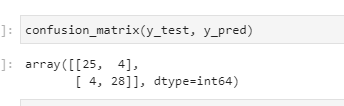 ]: confusion_matrix(y_test, y_pred)
]: array([[25, 4],
[ 4, 28]], dtype=int64)